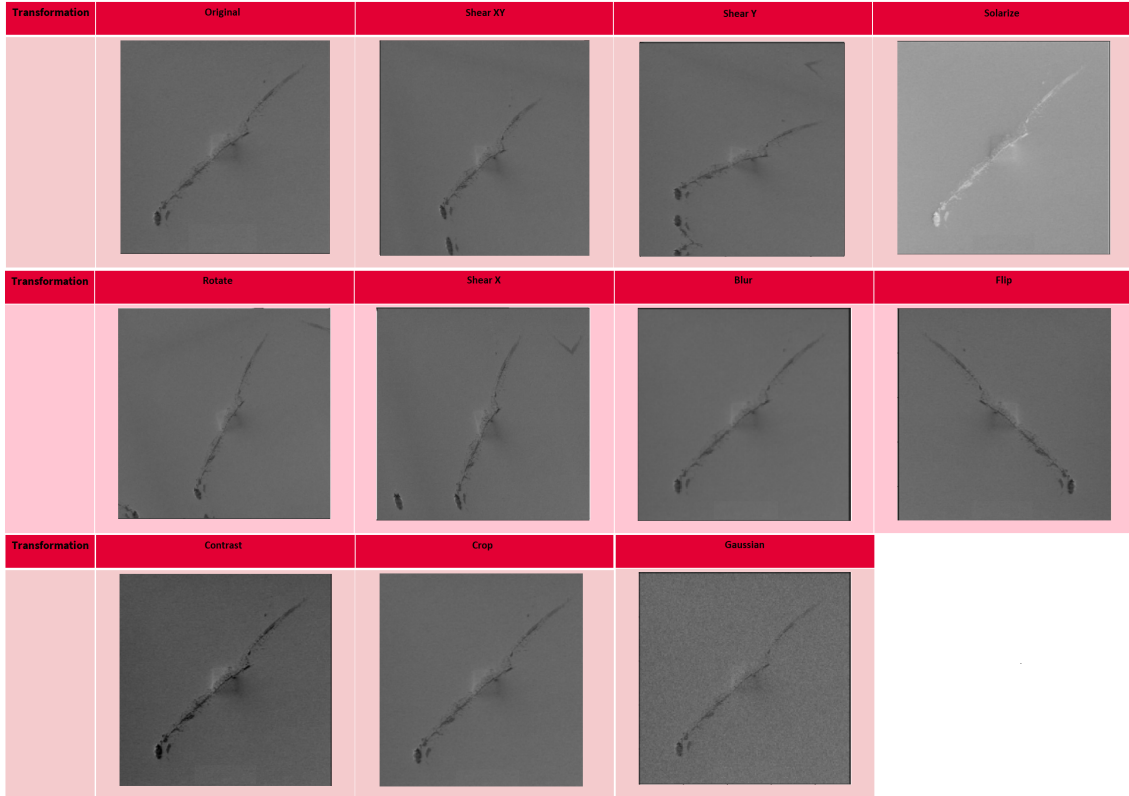 Transformation Original Shear XY Shear Y Solarize
Transformation Rotate Shear X Blur Flip
Transformation Contrast Crop Gaussian